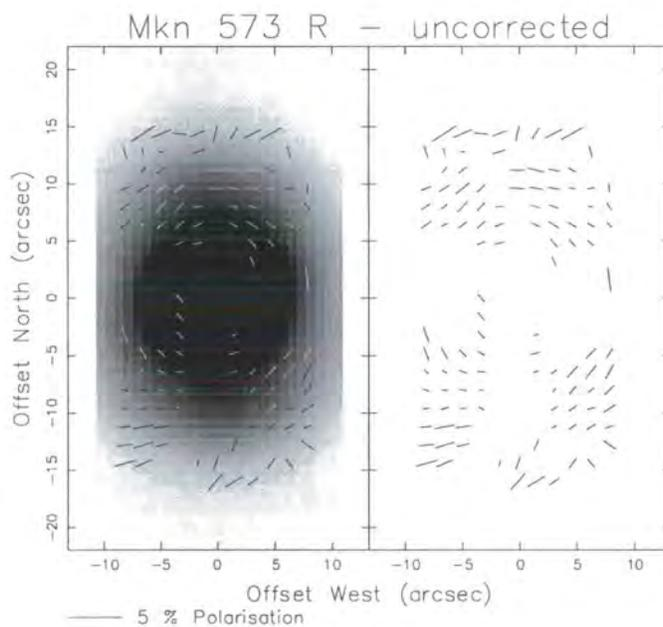 Mkn 573 R – uncorrected
Offset North (arcsec)
20
15
10
5
0
-5
-10
-15
-20
-10 -5 0 5 10 -10 -5 0 5 10
Offset West (arcsec)
5 % Polarisation